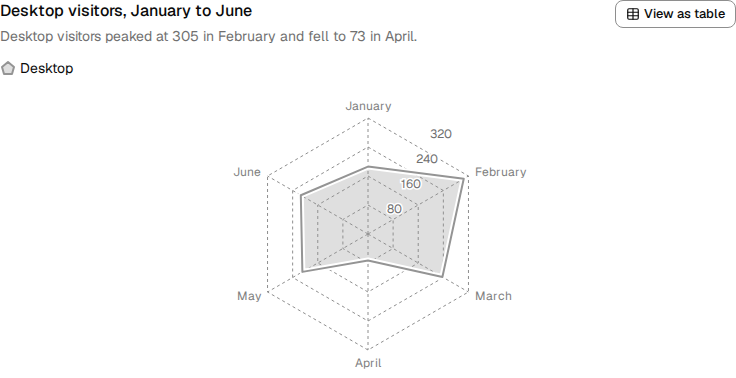 Desktop visitors, January to June
View as table
Desktop visitors peaked at 305 in February and fell to 73 in April.
Desktop
January
320
240
June
February
160
80
May
March
April